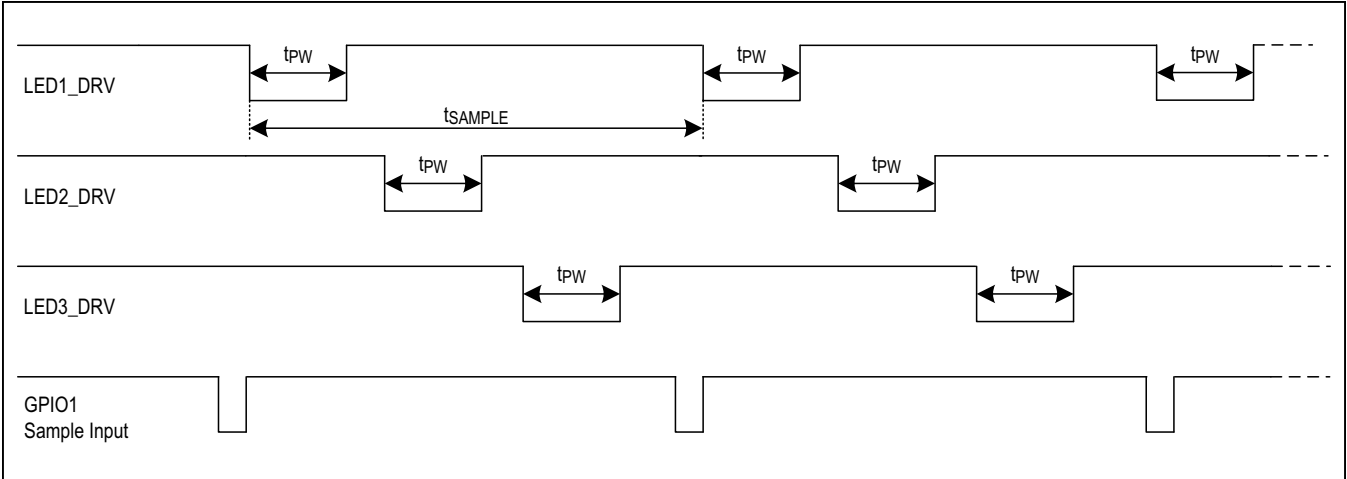 tPW tPW tPW
LED1_DRV
tSAMPLE
tPW tPW
LED2_DRV
tPW tPW
LED3_DRV
GPIO1
Sample Input